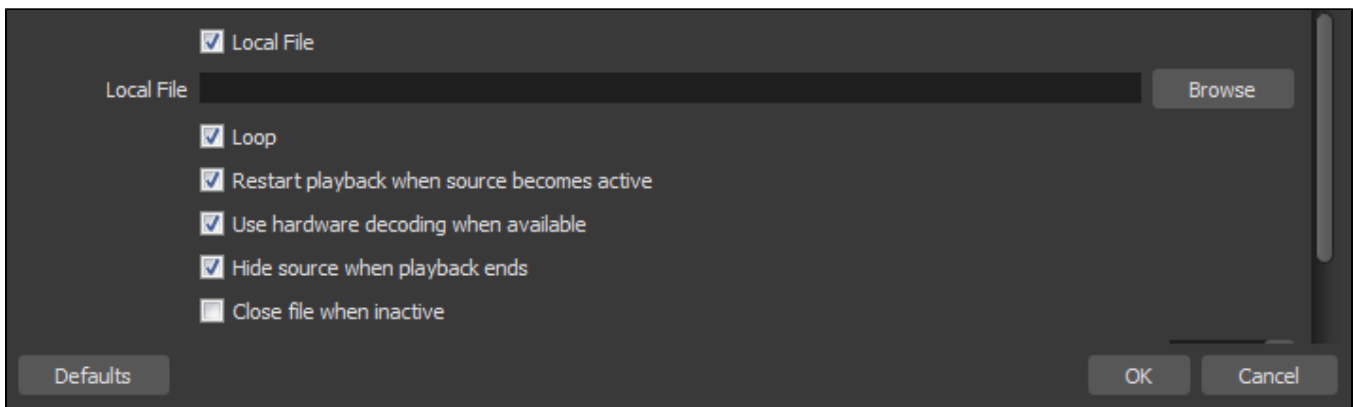 Local File
Local File Browse
Loop
Restart playback when source becomes active
Use hardware decoding when available
Hide source when playback ends
Close file when inactive
Defaults OK Cancel